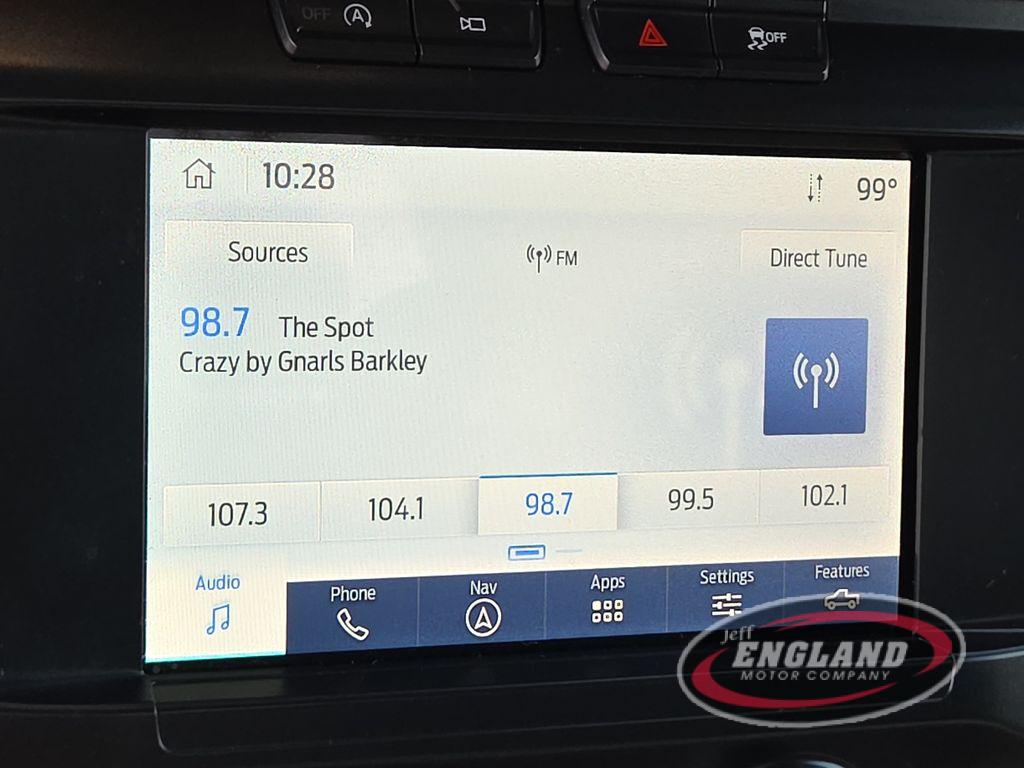 OFF A
OFF
10:28
99°
Sources
FM
Direct Tune
98.7 The Spot
Crazy by Gnarls Barkley
107.3 104.1 98.7 99.5 102.1
Audio Phone Nav Apps Settings Features
Jeff
ENGLAND
MOTOR COMPANY